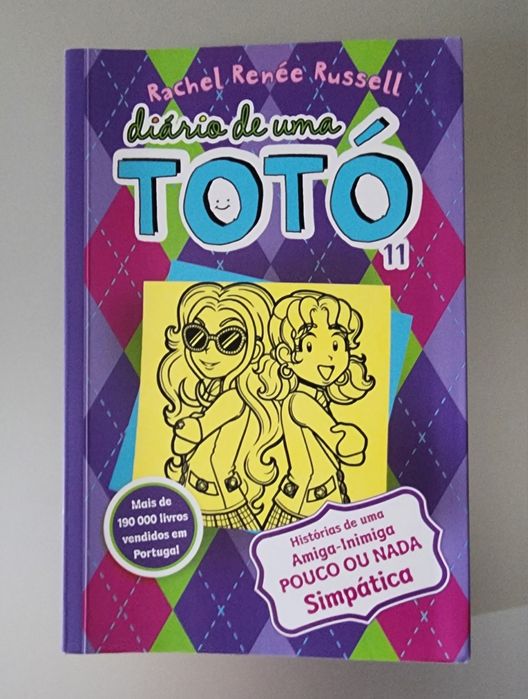 Rachel Renée Russell
diário de uma
TOTÓ
11
Mais de
190 000 livros
vendidos em
Portugal
Histórias de uma
Amiga-Inimiga
POUCO OU NADA
Simpática